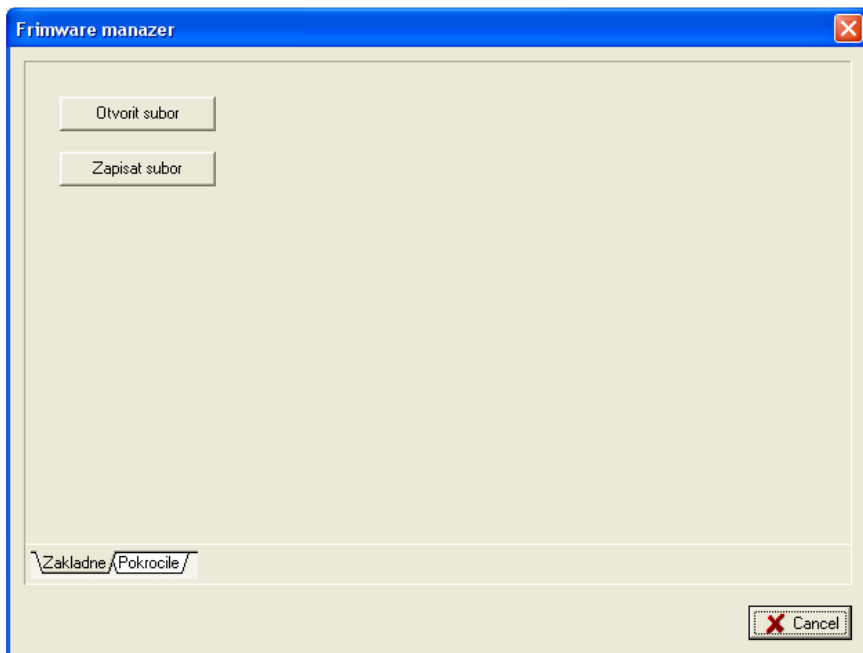 Frimware manazer
Otvorit subor
Zapisat subor
Zakladne Pokrocile
Cancel